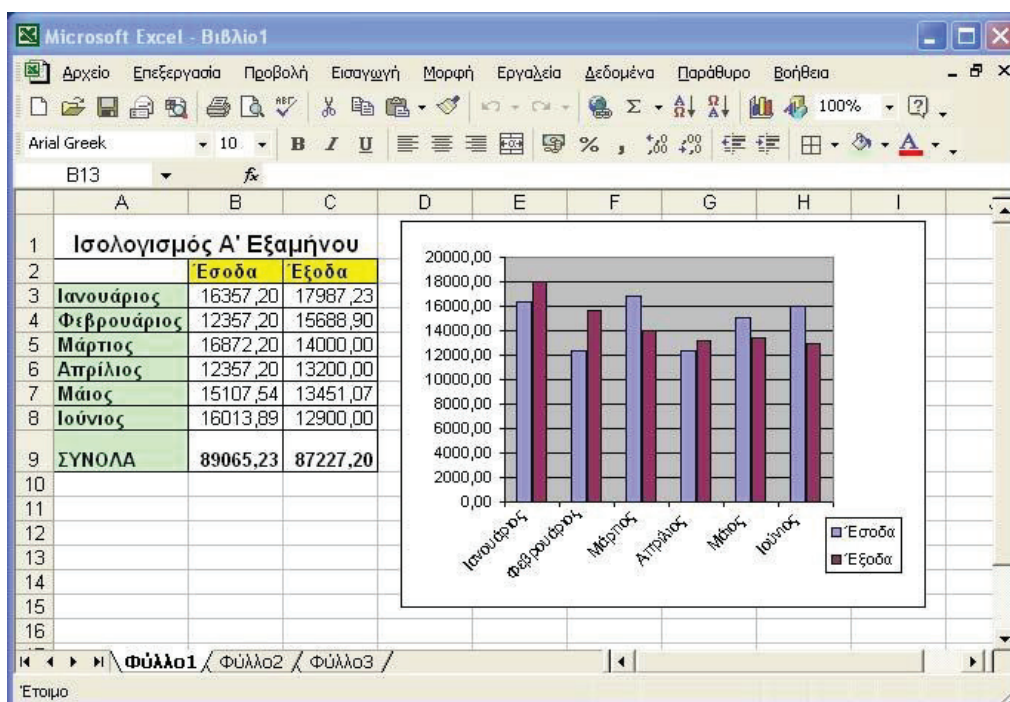 Microsoft Excel - Βιβλίο1
Αρχείο Επεξεργασία Προβολή Εισαγωγή Μορφή Εργαλεία Δεδομένα Παράθυρο Βοήθεια
100%
Arial Greek 10 B I U % ,
B13 fx
A B C D E F G H I
1 Ισολογισμός Α' Εξαμήνου
2 Έσοδα Έξοδα
3 Ιανουάριος 16357,20 17987,23
4 Φεβρουάριος 12357,20 15688,90
5 Μάρτιος 16872,20 14000,00
6 Απρίλιος 12357,20 13200,00
7 Μάιος 15107,54 13451,07
8 Ιούνιος 16013,89 12900,00
9 ΣΥΝΟΛΑ 89065,23 87227,20
10
11
12
13
14
15
16
20000,00
18000,00
16000,00
14000,00
12000,00
10000,00
8000,00
6000,00
4000,00
2000,00
0,00
Ιανουάριος Φεβρουάριος Μάρτιος Απρίλιος Μάιος Ιούνιος
Έσοδα
Έξοδα
Φύλλο1 Φύλλο2 Φύλλο3
Έτοιμο